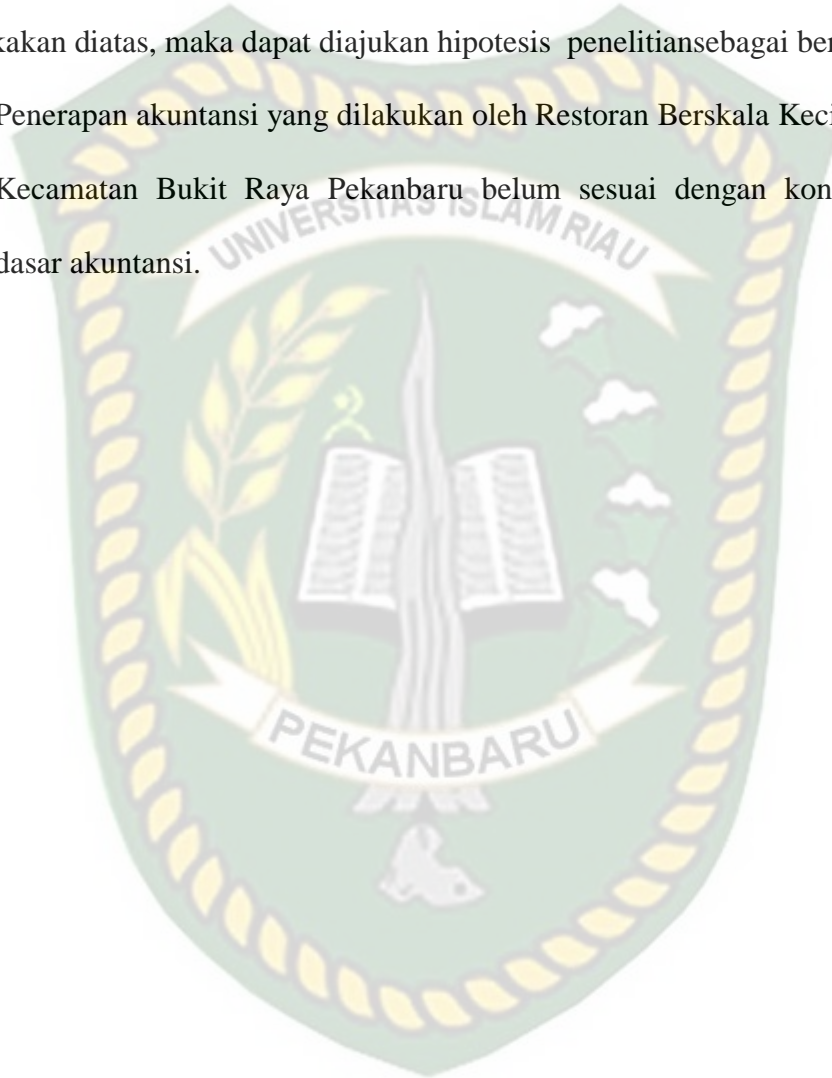 kakan diatas, maka dapat diajukan hipotesis penelitiansebagai ber
Penerapan akuntansi yang dilakukan oleh Restoran Berskala Keci
Kecamatan Bukit Raya Pekanbaru belum sesuai dengan kon
dasar akuntansi.
UNIVERSITAS ISLAM RIAU
PEKANBARU